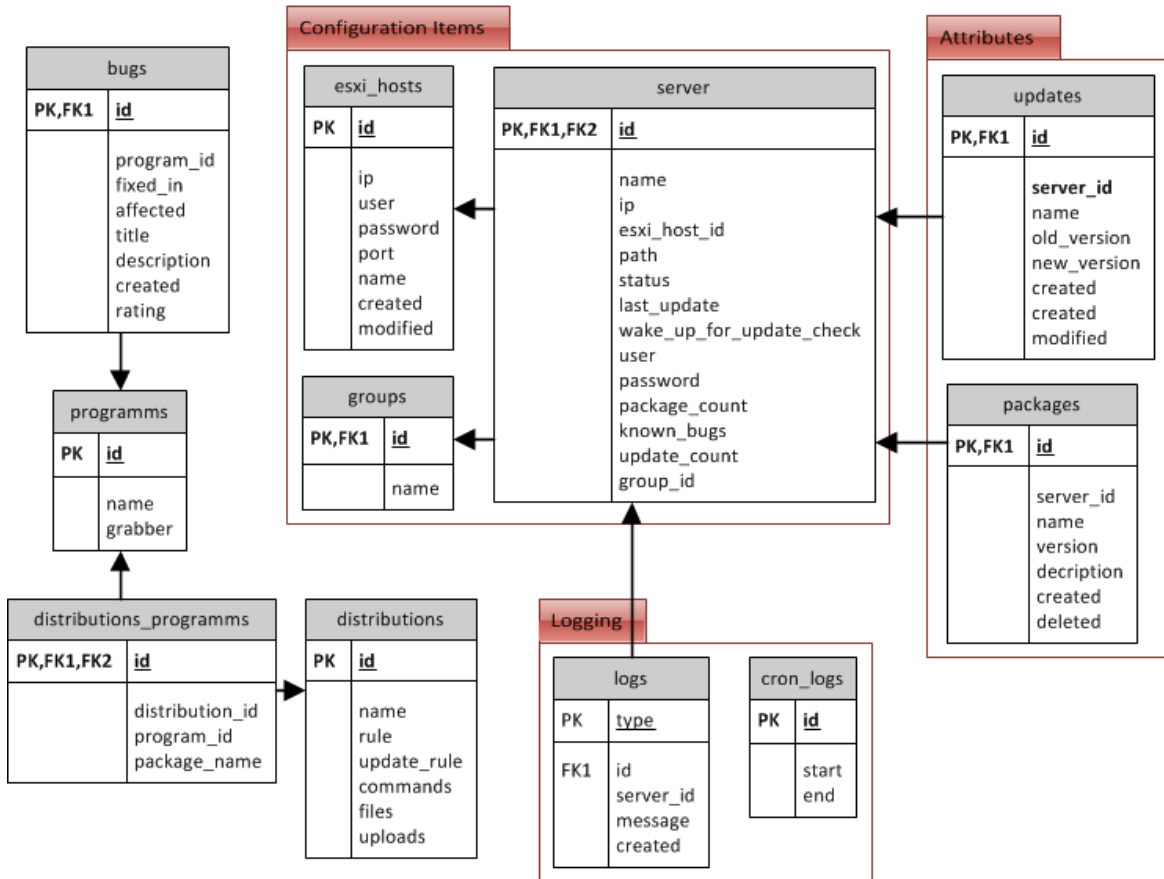 Configuration Items
Attributes
bugs
PK,FK1 id
program_id
fixed_in
affected
title
description
created
rating
esxi_hosts
PK id
ip
user
password
port
name
created
modified
server
PK,FK1,FK2 id
name
ip
esxi_host_id
path
status
last_update
wake_up_for_update_check
user
password
package_count
known_bugs
update_count
group_id
updates
PK,FK1 id
server_id
name
old_version
new_version
created
created
modified
groups
PK,FK1 id
name
packages
PK,FK1 id
server_id
name
version
decription
created
deleted
programms
PK id
name
grabber
distributions_programms
PK,FK1,FK2 id
distribution_id
program_id
package_name
distributions
PK id
name
rule
update_rule
commands
files
uploads
Logging
logs
PK type
FK1 id
server_id
message
created
cron_logs
PK id
start
end